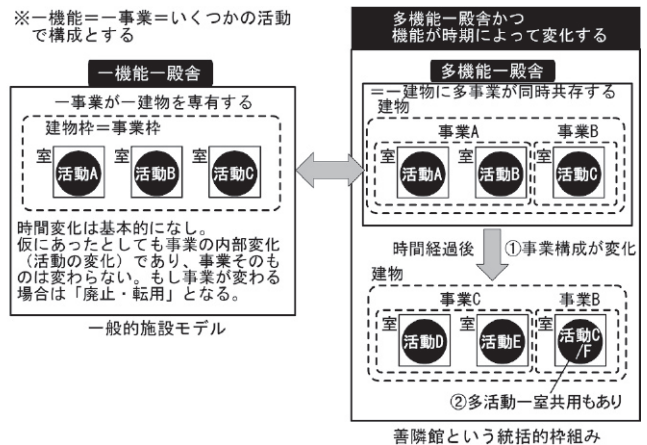 ※一機能＝一事業＝いくつかの活動
で構成とする
一機能一殿舎
一事業が一建物を専有する
建物枠＝事業枠
室
活動A
室
活動B
室
活動C
時間変化は基本的になし。
仮にあったとしても事業の内部変化
（活動の変化）であり、事業そのも
のは変わらない。もし事業が変わる
場合は「廃止・転用」となる。
一般的施設モデル
多機能一殿舎かつ
機能が時期によって変化する
多機能一殿舎
＝一建物に多事業が同時共存する
建物
事業A
事業B
室
活動A
室
活動B
室
活動C
時間経過後
①事業構成が変化
建物
事業C
事業B
室
活動D
室
活動E
室
活動C
/F
②多活動一室共用もあり
善隣館という統括的枠組み